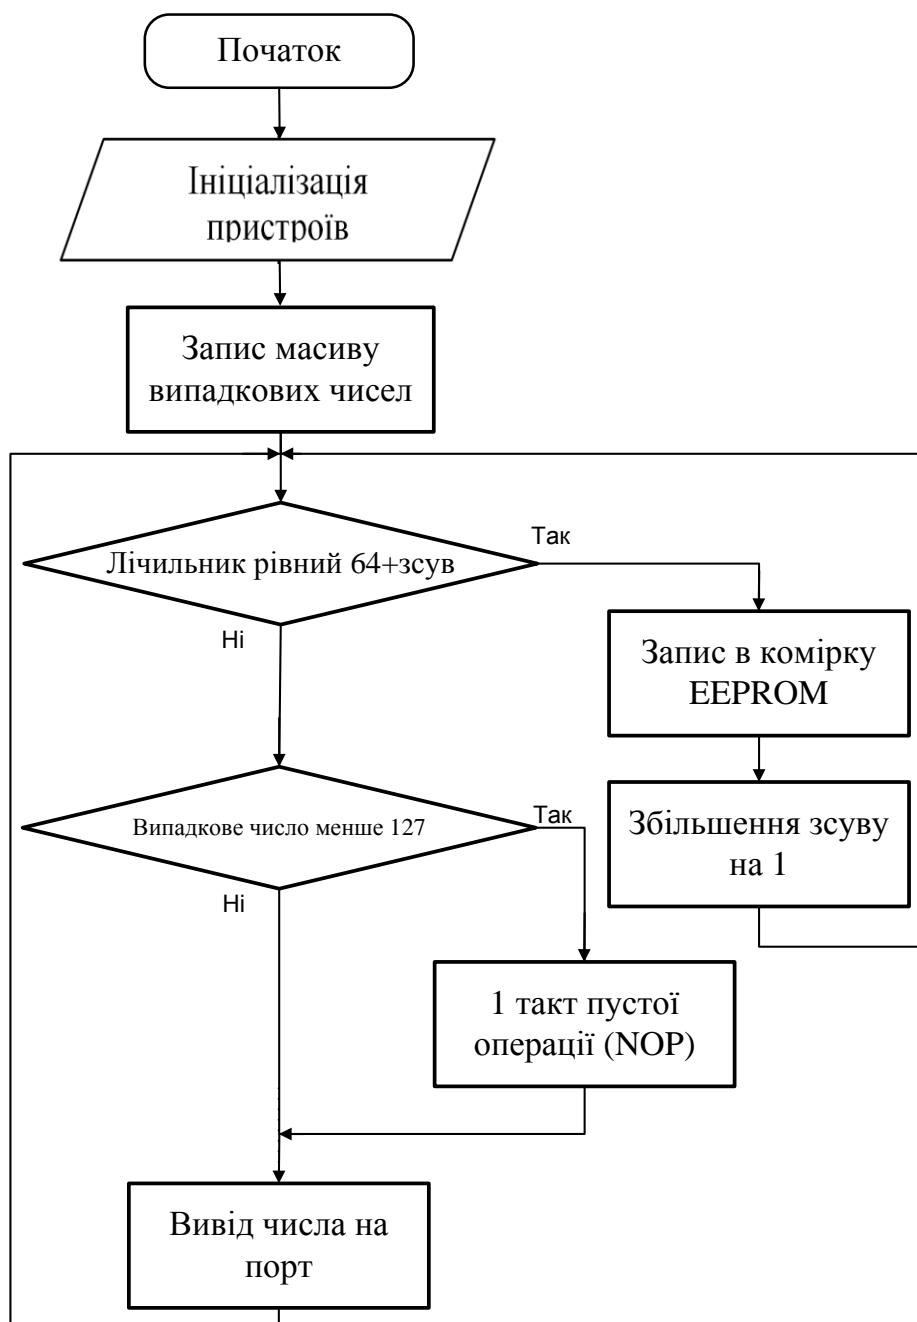 Початок
Ініціалізація
пристроїв
Запис масиву
випадкових чисел
Так
Лічильник рівний 64+зсув
Ні
Запис в комірку
EEPROM
Так
Випадкове число менше 127
Ні
Збільшення зсуву
на 1
1 такт пустої
операції (NOP)
Вивід числа на
порт